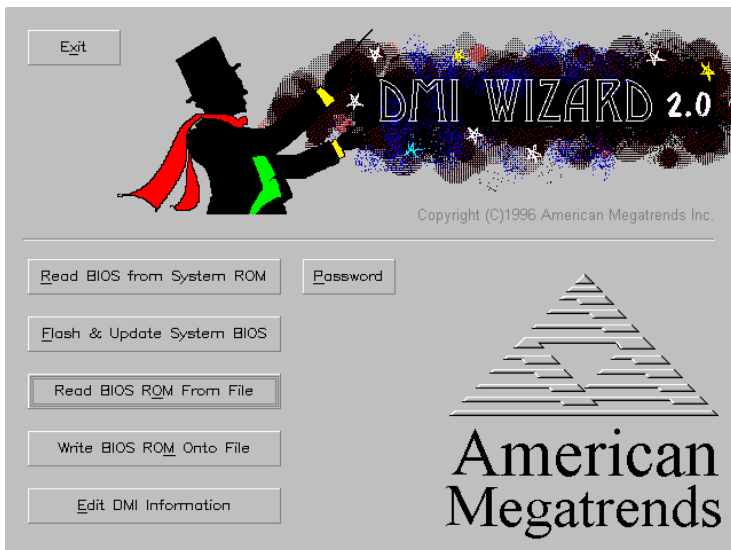 Exit
DMI WIZARD 2.0
Copyright (C)1996 American Megatrends Inc.
Read BIOS from System ROM
Password
Flash & Update System BIOS
Read BIOS ROM From File
Write BIOS ROM Onto File
Edit DMI Information
American
Megatrends